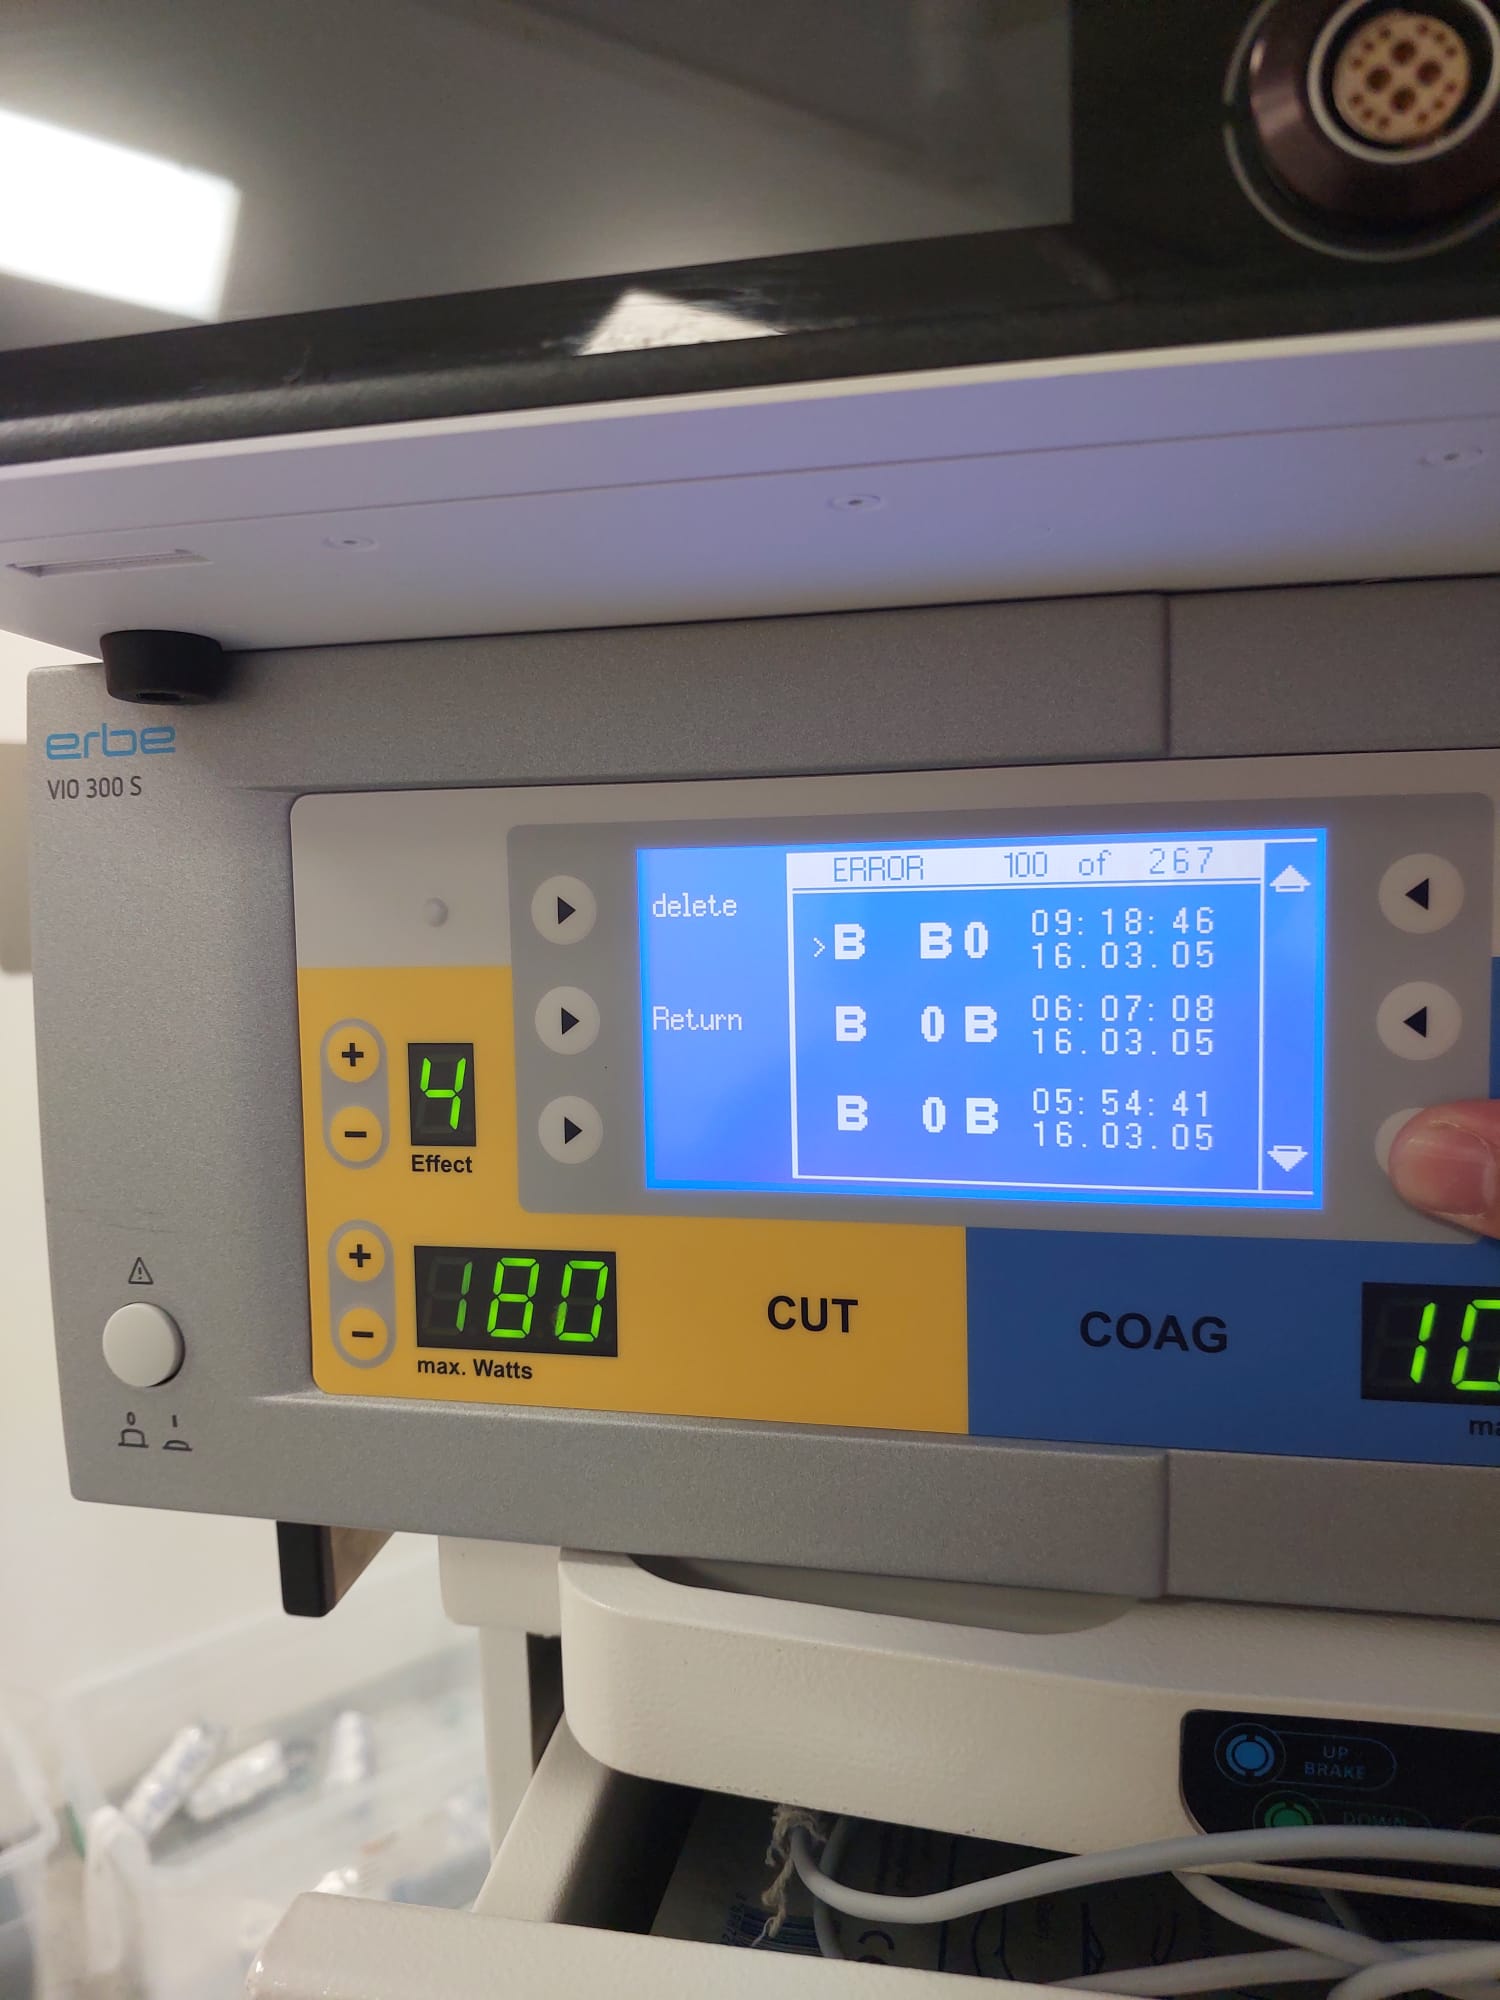 erbe
VIO 300 S
ERROR 100 of 267
delete
>B B0 09:18:46
16.03.05
Return
B 0B 06:07:08
16.03.05
B 0B 05:54:41
16.03.05
+
4
-
Effect
+
180
-
max. Watts
CUT
COAG
10
UP
BRAKE
DOWN